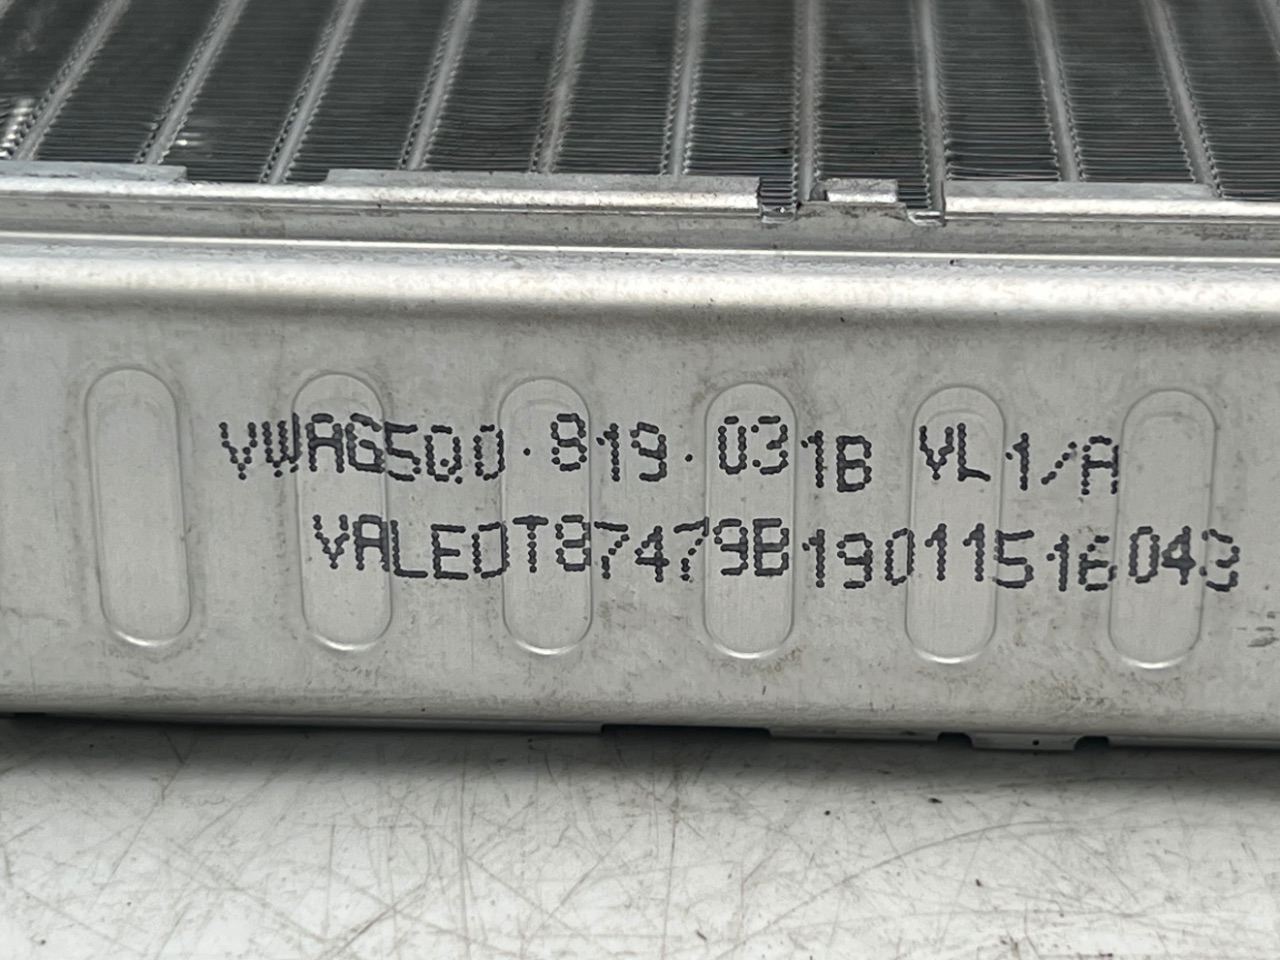 VWAG5Q0.819.031B VL1/A
VALEOT87479B19011516043